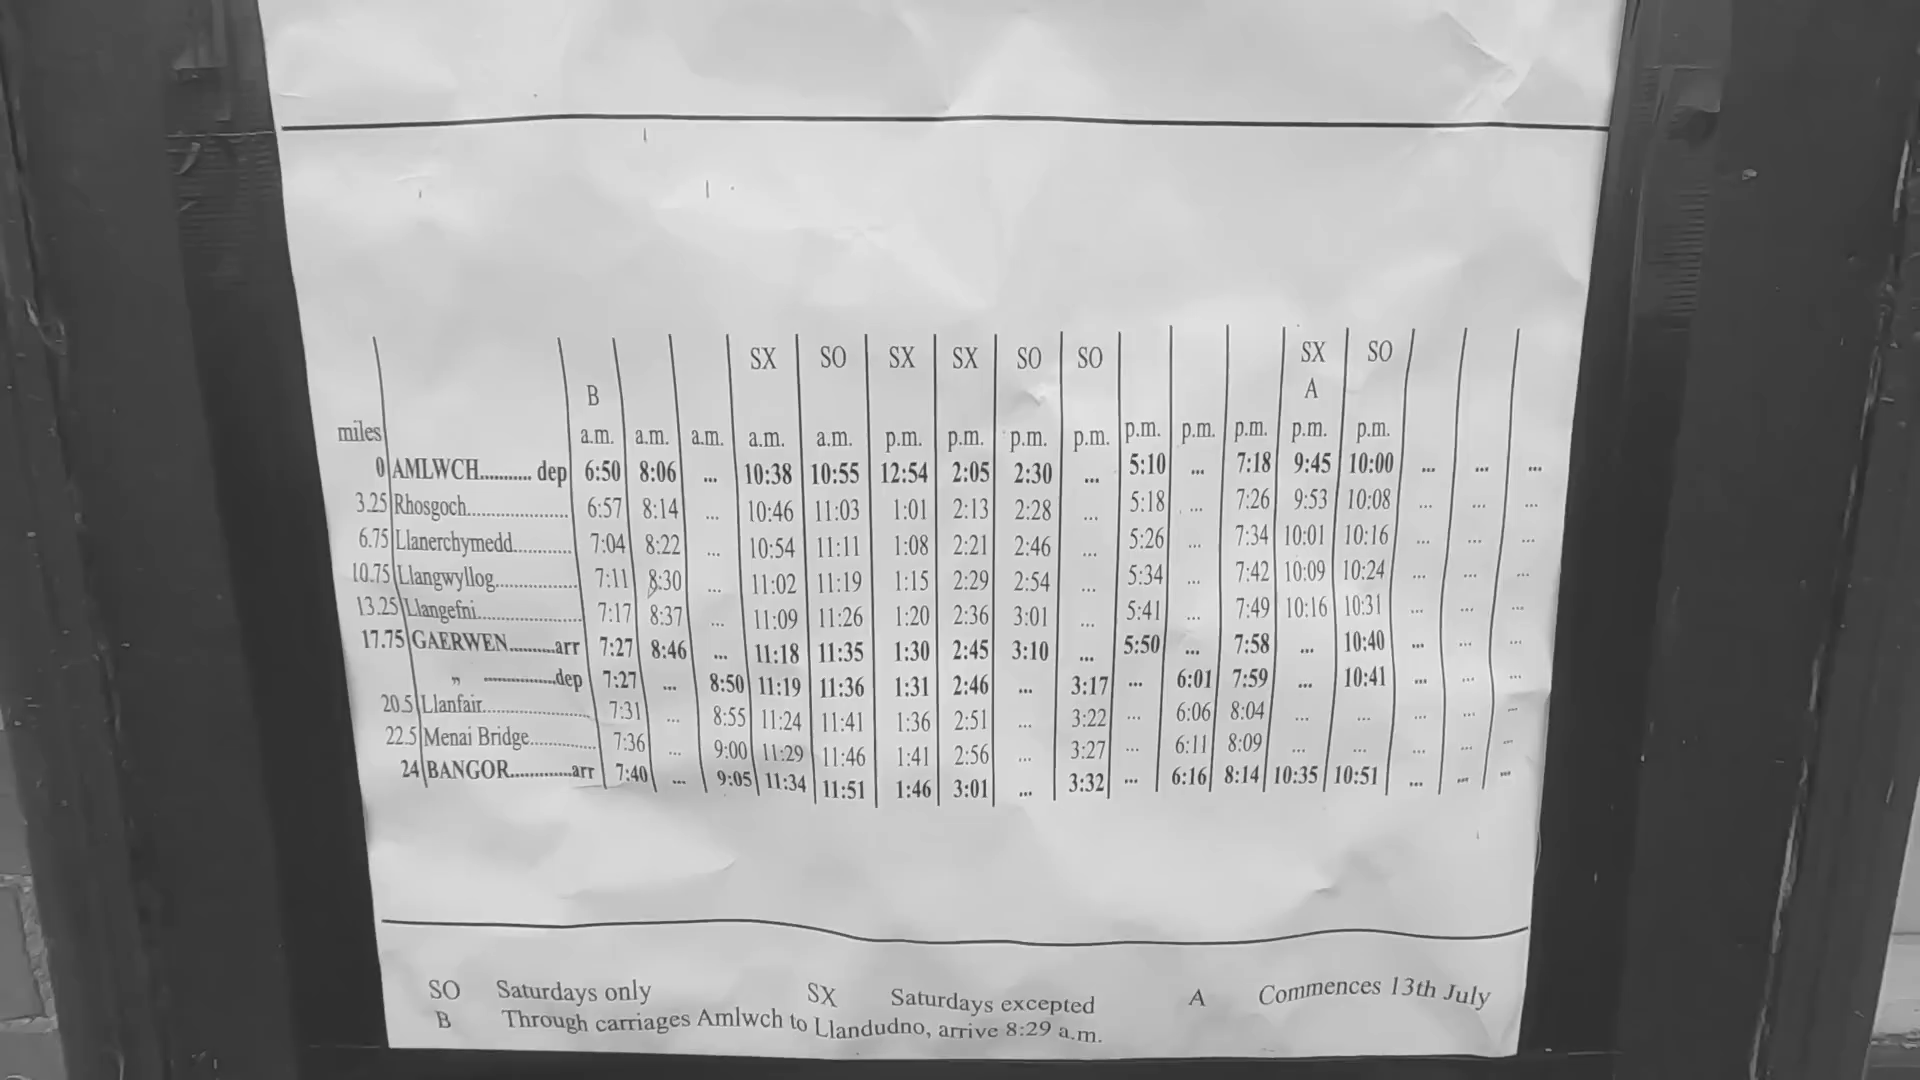 SX SO SX SX SO SO SX SO
B A
miles a.m. a.m. a.m. a.m. a.m. p.m. p.m. p.m. p.m. p.m. p.m. p.m. p.m. p.m.
0 AMLWCH........... dep 6:50 8:06 ... 10:38 10:55 12:54 2:05 2:30 ... 5:10 ... 7:18 9:45 10:00 ... ... ...
3.25 Rhosgoch..................... 6:57 8:14 ... 10:46 11:03 1:01 2:13 2:28 ... 5:18 ... 7:26 9:53 10:08 ... ... ...
6.75 Llanerchymedd............ 7:04 8:22 ... 10:54 11:11 1:08 2:21 2:46 ... 5:26 ... 7:34 10:01 10:16 ... ... ...
10.75 Llangwyllog................. 7:11 8:30 ... 11:02 11:19 1:15 2:29 2:54 ... 5:34 ... 7:42 10:09 10:24 ... ... ...
13.25 Llangefni..................... 7:17 8:37 ... 11:09 11:26 1:20 2:36 3:01 ... 5:41 ... 7:49 10:16 10:31 ... ... ...
17.75 GAERWEN..........arr 7:27 8:46 ... 11:18 11:35 1:30 2:45 3:10 ... 5:50 ... 7:58 ... 10:40 ... ... ...
" ...............dep 7:27 ... 8:50 11:19 11:36 1:31 2:46 ... 3:17 ... 6:01 7:59 ... 10:41 ... ... ...
20.5 Llanfair...................... 7:31 ... 8:55 11:24 11:41 1:36 2:51 ... 3:22 ... 6:06 8:04 ... ... ... ... ...
22.5 Menai Bridge.............. 7:36 ... 9:00 11:29 11:46 1:41 2:56 ... 3:27 ... 6:11 8:09 ... ... ... ... ...
24 BANGOR.............arr 7:40 ... 9:05 11:34 11:51 1:46 3:01 ... 3:32 ... 6:16 8:14 10:35 10:51 ... ... ...
SO Saturdays only SX Saturdays excepted A Commences 13th July
B Through carriages Amlwch to Llandudno, arrive 8:29 a.m.